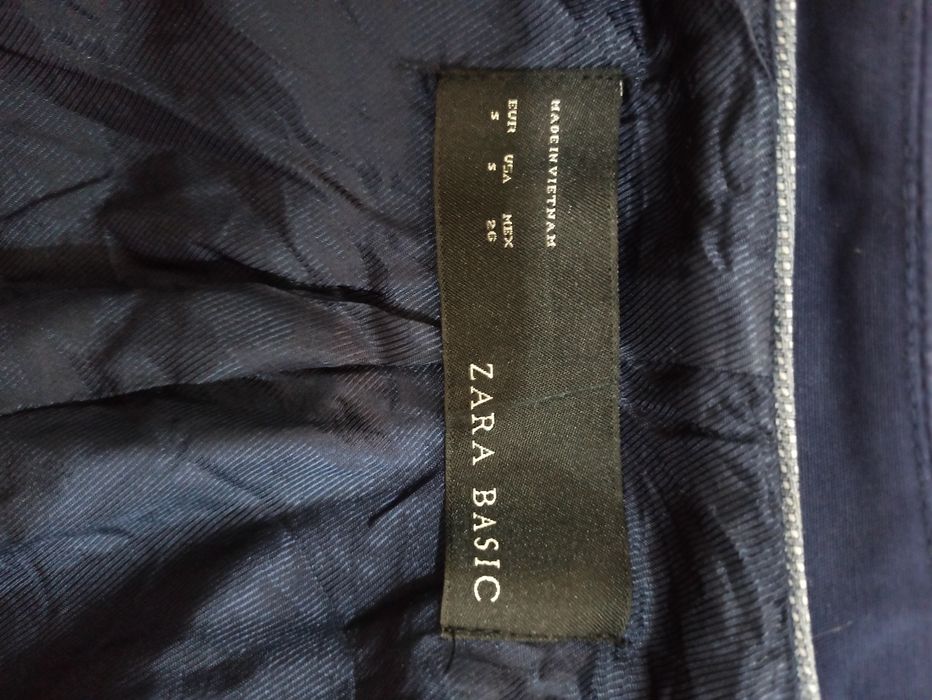 MADE IN VIETNAM
EUR USA MEX
S S 26
ZARA BASIC